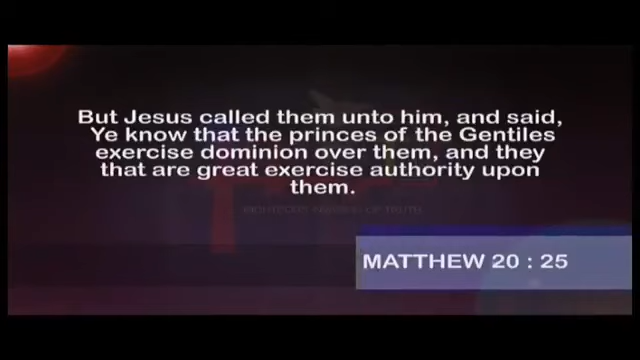 But Jesus called them unto him, and said,
Ye know that the princes of the Gentiles
exercise dominion over them, and they
that are great exercise authority upon
them.
MATTHEW 20 : 25